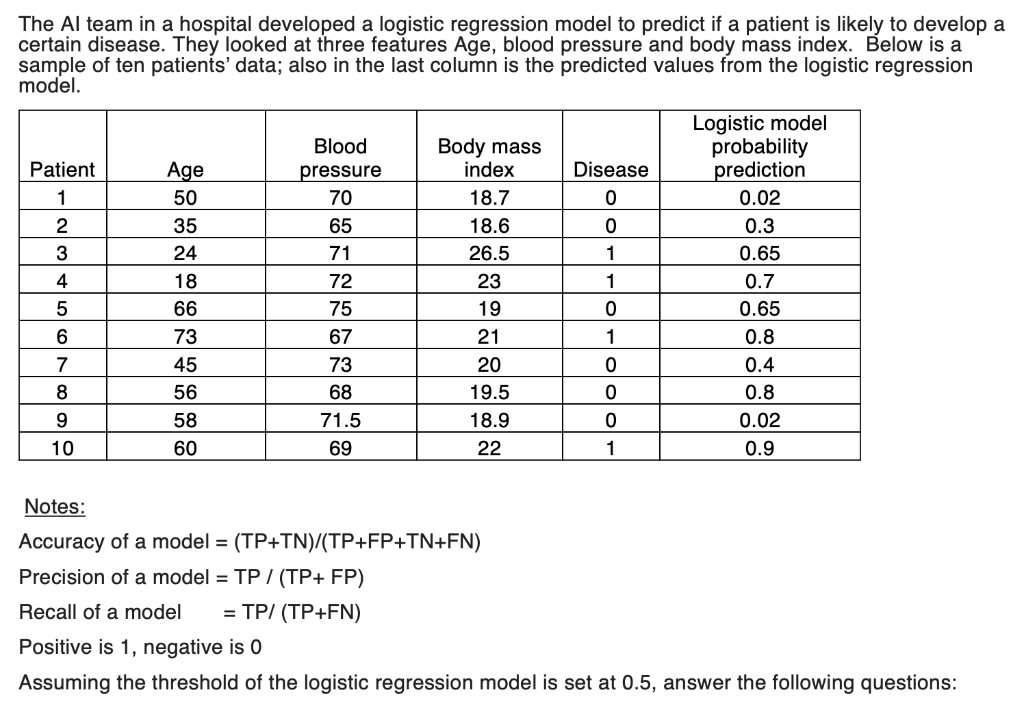 The AI team in a hospital developed a logistic regression model to predict if a patient is likely to develop a
certain disease. They looked at three features Age, blood pressure and body mass index.  Below is a
sample of ten patients' data; also in the last column is the predicted values from the logistic regression
model.
Patient Age Blood pressure Body mass index Disease Logistic model probability prediction
1 50 70 18.7 0 0.02
2 35 65 18.6 0 0.3
3 24 71 26.5 1 0.65
4 18 72 23 1 0.7
5 66 75 19 0 0.65
6 73 67 21 1 0.8
7 45 73 20 0 0.4
8 56 68 19.5 0 0.8
9 58 71.5 18.9 0 0.02
10 60 69 22 1 0.9
Notes:
Accuracy of a model = (TP+TN)/(TP+FP+TN+FN)
Precision of a model = TP / (TP+ FP)
Recall of a model = TP/ (TP+FN)
Positive is 1, negative is 0
Assuming the threshold of the logistic regression model is set at 0.5, answer the following questions: